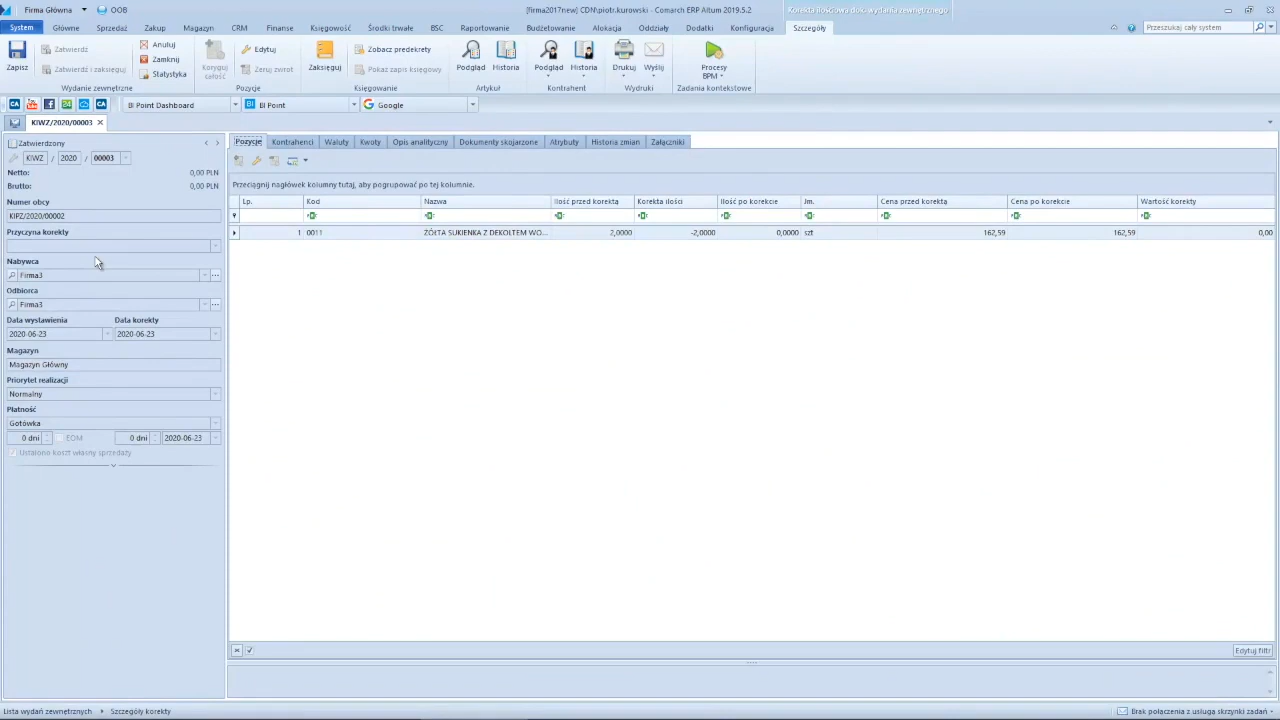 Firma Główna OOB [firma2017new] CDN\piotr.kurowski - Comarch ERP Altum 2019.5.2 Korekta ilościowa dokt wydania zewnętrznego
System Główne Sprzedaż Zakup Magazyn CRM Finanse Księgowość Środki trwałe BSC Raportowanie Budżetowanie Alokacja Oddziały Dodatki Konfiguracja Szczegóły Przeszukaj cały system
Zapisz
Zatwierdź
Zatwierdź i zaksięguj
Anuluj
Zamknij
Statystyka
Koryguj
całość
Edytuj
Zeruj zwrot
Zaksięguj
Zobacz predekrety
Pokaż zapis księgowy
Podgląd Historia Podgląd Historia Drukuj Wyślij Procesy
BPM
Wydanie zewnętrzne Pozycje Księgowanie Artykuł Kontrahent Wydruki Zadania kontekstowe
BI Point Dashboard BI BI Point Google
KIWZ/2020/00003
Zatwierdzony
KIWZ / 2020 / 00003
Netto: 0,00 PLN
Brutto: 0,00 PLN
Numer obcy
KIPZ/2020/00002
Przyczyna korekty
Nabywca
Firma3
Odbiorca
Firma3
Data wystawienia Data korekty
2020-06-23 2020-06-23
Magazyn
Magazyn Główny
Priorytet realizacji
Normalny
Płatność
Gotówka
0 dni EOM 0 dni 2020-06-23
Ustalono koszt własny sprzedaży
Pozycje Kontrahenci Waluty Kwoty Opis analityczny Dokumenty skojarzone Atrybuty Historia zmian Załączniki
Przeciągnij nagłówek kolumny tutaj, aby pogrupować po tej kolumnie.
Lp. Kod Nazwa Ilość przed korektą Korekta ilości Ilość po korekcie Jm. Cena przed korektą Cena po korekcie Wartość korekty
1 0011 ŻÓŁTA SUKIENKA Z DEKOLTEM WO... 2,0000 -2,0000 0,0000 szt 162,59 162,59 0,00
Edytuj filtr
Lista wydań zewnętrznych Szczegóły korekty Brak połączenia z usługą skrzynki zadań